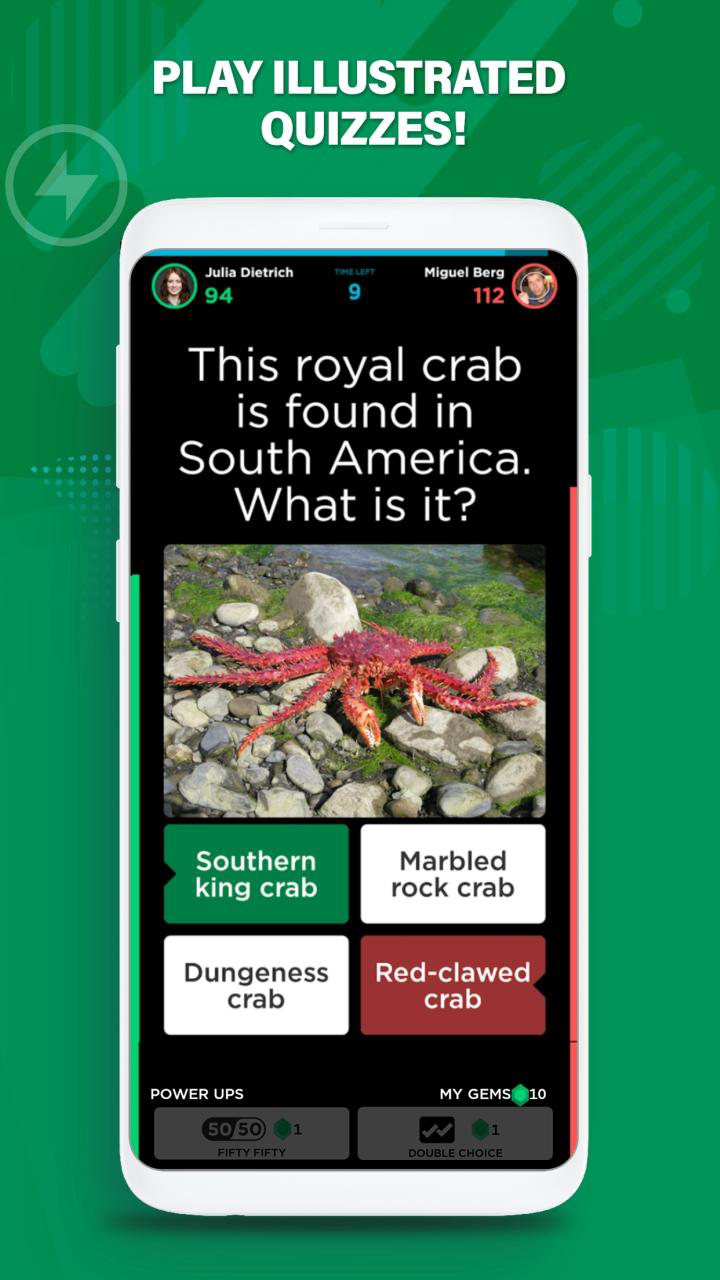 PLAY ILLUSTRATED
QUIZZES!
Julia Dietrich
94
TIME LEFT
9
Miguel Berg
112
This royal crab
is found in
South America.
What is it?
Southern
king crab
Marbled
rock crab
Dungeness
crab
Red-clawed
crab
POWER UPS
MY GEMS 10
50/50 1
FIFTY FIFTY
1
DOUBLE CHOICE